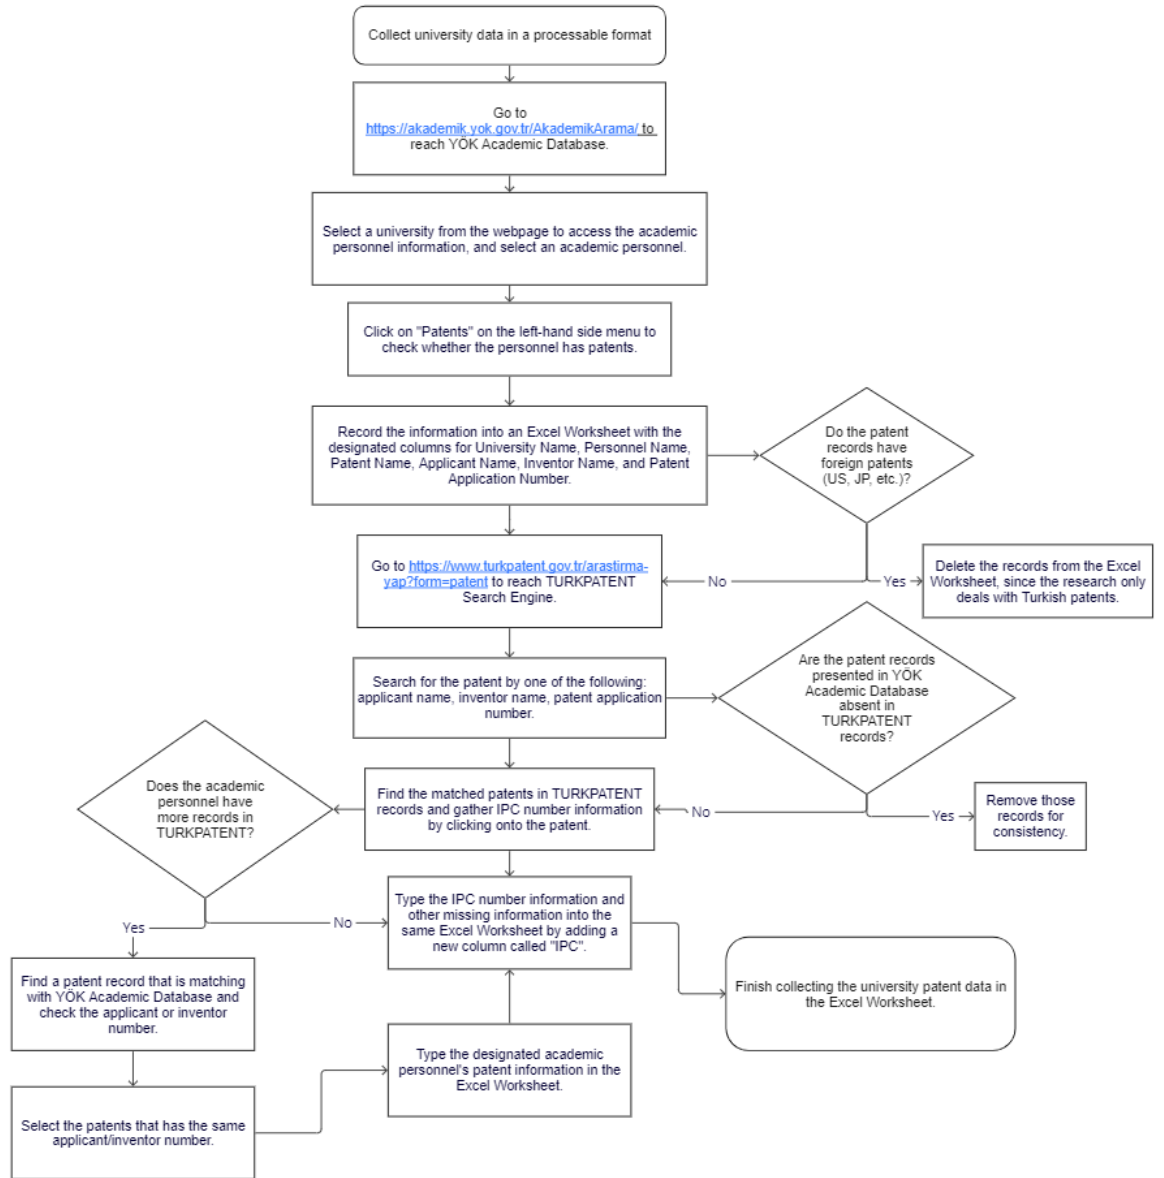 Collect university data in a processable format
Go to
https://akademik.yok.gov.tr/AkademikArama/ to
reach YÖK Academic Database.
Select a university from the webpage to access the academic
personnel information, and select an academic personnel.
Click on "Patents" on the left-hand side menu to
check whether the personnel has patents.
Record the information into an Excel Worksheet with the
designated columns for University Name, Personnel Name,
Patent Name, Applicant Name, Inventor Name, and Patent
Application Number.
Do the patent
records have
foreign patents
(US, JP, etc.)?
Go to https://www.turkpatent.gov.tr/arastirma-
yap?form=patent to reach TURKPATENT
Search Engine.
No
Yes
Delete the records from the Excel
Worksheet, since the research only
deals with Turkish patents.
Search for the patent by one of the following:
applicant name, inventor name, patent application
number.
Are the patent records
presented in YÖK
Academic Database
absent in
TURKPATENT
records?
Does the academic
personnel have
more records in
TURKPATENT?
Find the matched patents in TURKPATENT
records and gather IPC number information
by clicking onto the patent.
No
Yes
Remove those
records for
consistency.
Yes
No
Type the IPC number information and
other missing information into the
same Excel Worksheet by adding a
new column called "IPC".
Find a patent record that is matching
with YÖK Academic Database and
check the applicant or inventor
number.
Finish collecting the university patent data in
the Excel Worksheet.
Type the designated academic
personnel's patent information in the
Excel Worksheet.
Select the patents that has the same
applicant/inventor number.